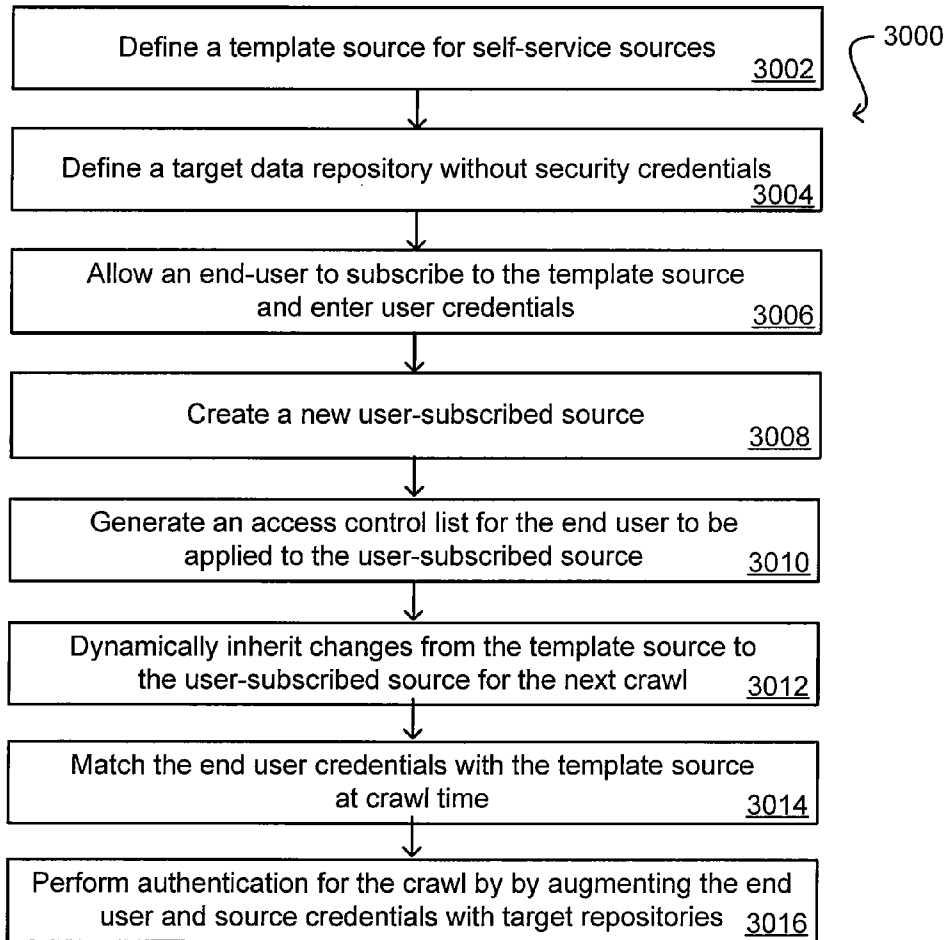 Define a template source for self-service sources
3002
3000
Define a target data repository without security credentials
3004
Allow an end-user to subscribe to the template source
and enter user credentials
3006
Create a new user-subscribed source
3008
Generate an access control list for the end user to be
applied to the user-subscribed source
3010
Dynamically inherit changes from the template source to
the user-subscribed source for the next crawl
3012
Match the end user credentials with the template source
at crawl time
3014
Perform authentication for the crawl by by augmenting the end
user and source credentials with target repositories
3016